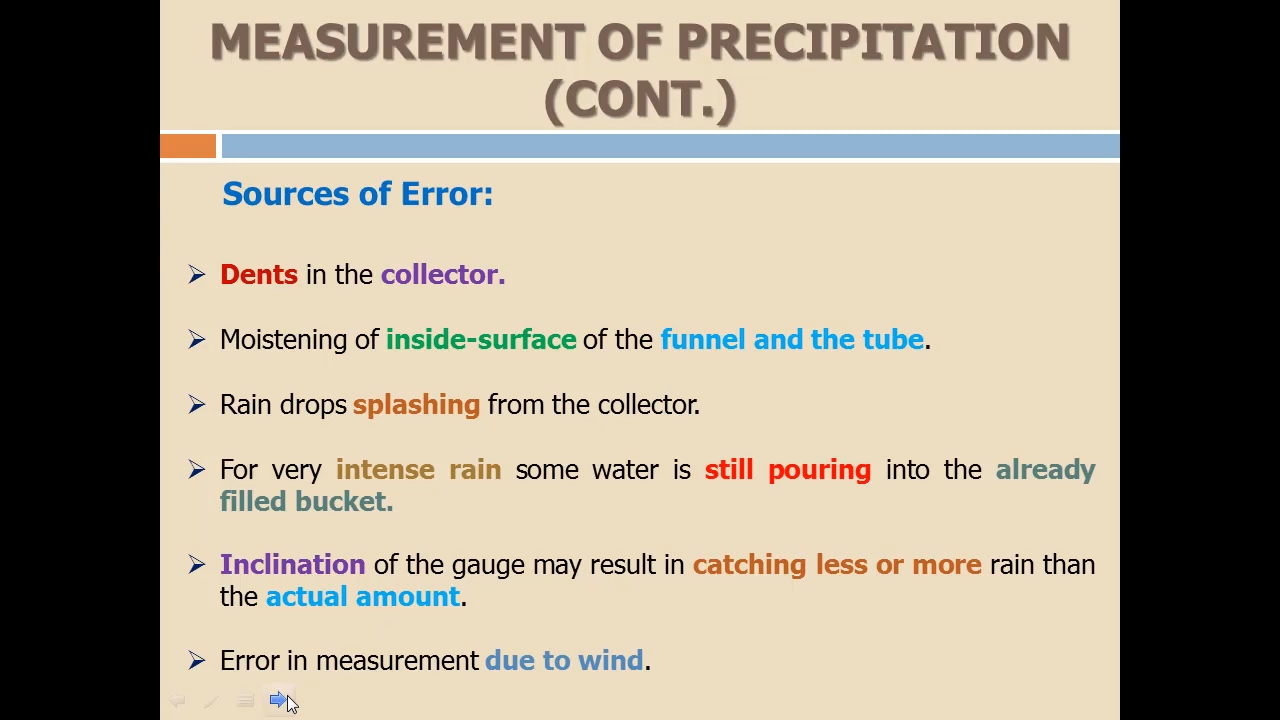 MEASUREMENT OF PRECIPITATION
(CONT.)
Sources of Error:
Dents in the collector.
Moistening of inside-surface of the funnel and the tube.
Rain drops splashing from the collector.
For very intense rain some water is still pouring into the already
filled bucket.
Inclination of the gauge may result in catching less or more rain than
the actual amount.
Error in measurement due to wind.